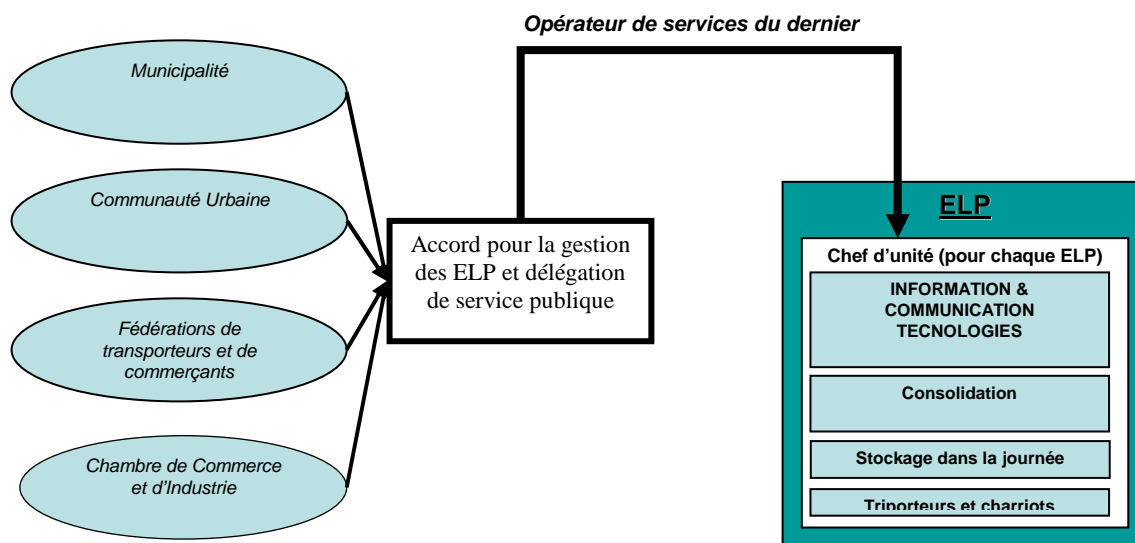 Opérateur de services du dernier
Municipalité
Communauté Urbaine
Fédérations de
transporteurs et de
commerçants
Chambre de Commerce
et d'Industrie
Accord pour la gestion
des ELP et délégation
de service publique
ELP
Chef d'unité (pour chaque ELP)
INFORMATION &
COMMUNICATION
TECNOLOGIES
Consolidation
Stockage dans la journée
Triporteurs et charriots